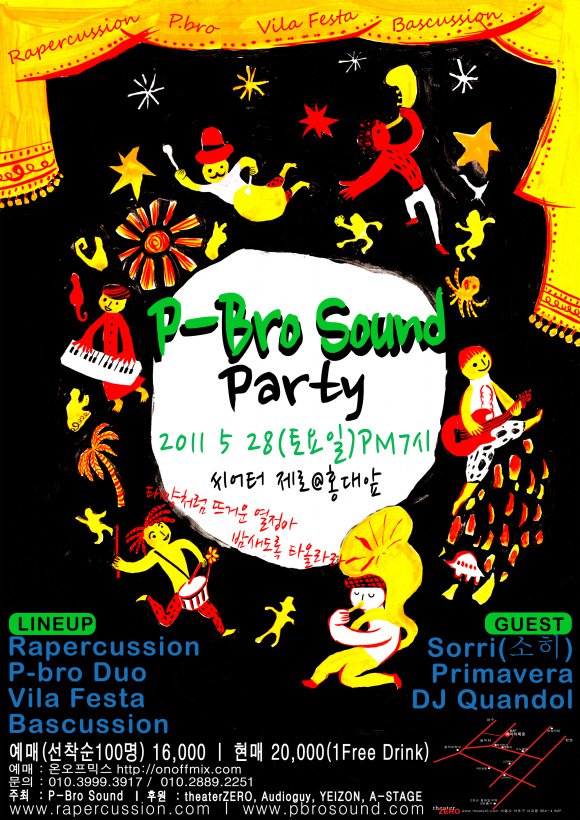 Rapercussion P.bro Vila Festa Bascussion
P-Bro Sound
Party
2011 5 28(토요일)PM7시
씨어터 제로@홍대앞
태양처럼 뜨거운 열정아
밤새도록 타올라라
LINEUP
Rapercussion
P-bro Duo
Vila Festa
Bascussion
GUEST
Sorri(소히)
Primavera
DJ Quandol
예매(선착순100명) 16,000 | 현매 20,000(1Free Drink)
예매 : 온오프믹스 http://onoffmix.com
문의 : 010.3999.3917 / 010.2889.2251
주최 : P-Bro Sound | 후원 : theaterZERO, Audioguy, YEIZON, A-STAGE
www.rapercussion.com / www.pbrosound.com
theater ZERO